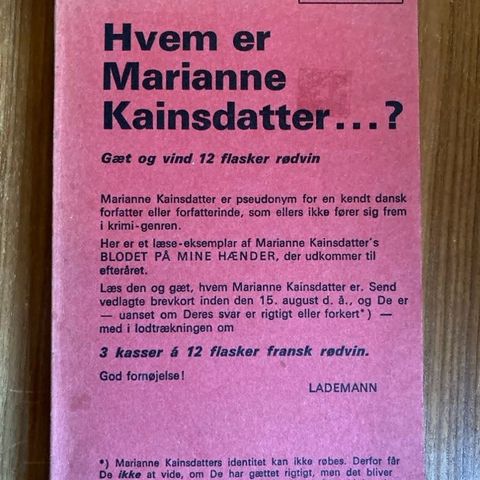 Hvem er
Marianne
Kainsdatter...?
Gæt og vind 12 flasker rødvin
Marianne Kainsdatter er pseudonym for en kendt dansk
forfatter eller forfatterinde, som ellers ikke fører sig frem
i krimi-genren.
Her er et læse-eksemplar af Marianne Kainsdatter's
BLODET PÅ MINE HÆNDER, der udkommer til
efteråret.
Læs den og gæt, hvem Marianne Kainsdatter er. Send
vedlagte brevkort inden den 15. august d. å., og De er
— uanset om Deres svar er rigtigt eller forkert*) —
med i lodtrækningen om
3 kasser á 12 flasker fransk rødvin.
God fornøjelse!
LADEMANN
*) Marianne Kainsdatters identitet kan ikke røbes. Derfor får
De ikke at vide, om De har gættet rigtigt, men det bliver